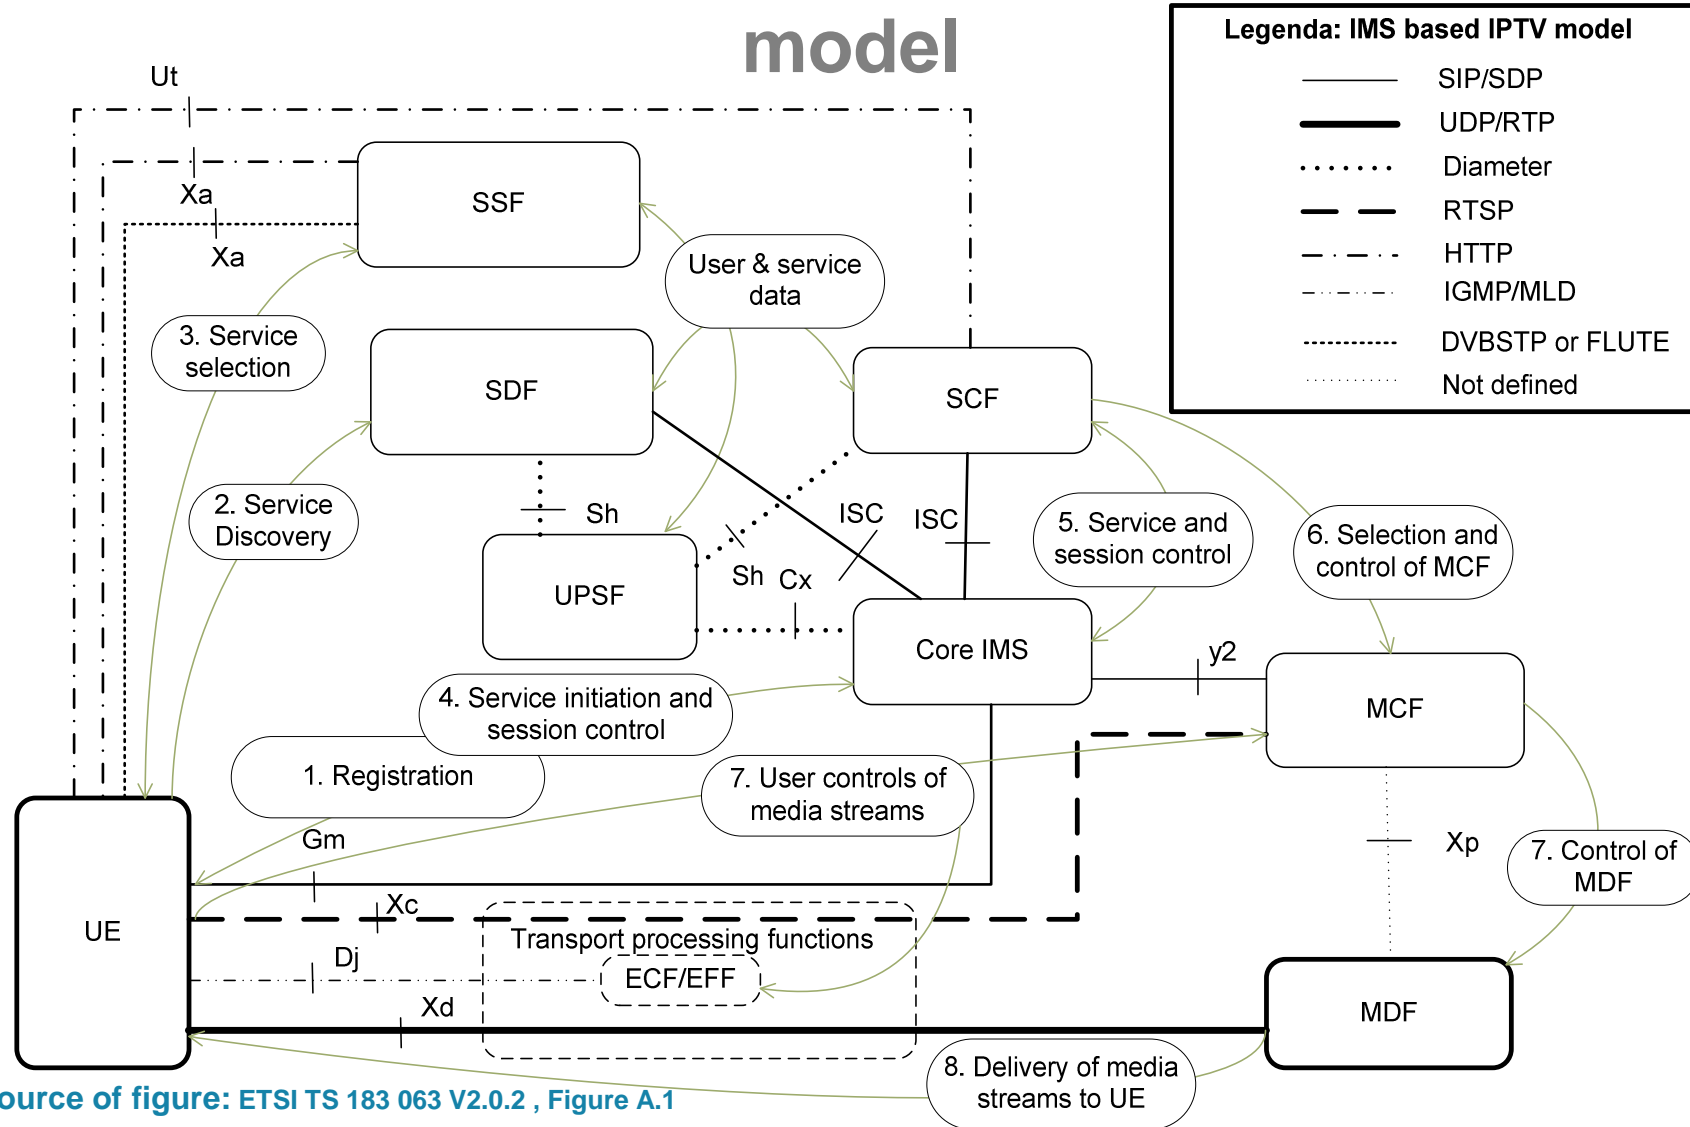 model
Legenda: IMS based IPTV model
SIP/SDP
UDP/RTP
Diameter
RTSP
HTTP
IGMP/MLD
DVBSTP or FLUTE
Not defined
Ut
Xa
Xa
SSF
User & service
data
3. Service
selection
SDF
SCF
2. Service
Discovery
Sh
ISC
ISC
5. Service and
session control
6. Selection and
control of MCF
UPSF
Sh
Cx
Core IMS
y2
4. Service initiation and
session control
MCF
1. Registration
7. User controls of
media streams
Gm
Xp
7. Control of
MDF
UE
Xc
Transport processing functions
Dj
ECF/EFF
Xd
MDF
8. Delivery of media
streams to UE
ource of figure: ETSI TS 183 063 V2.0.2 , Figure A.1